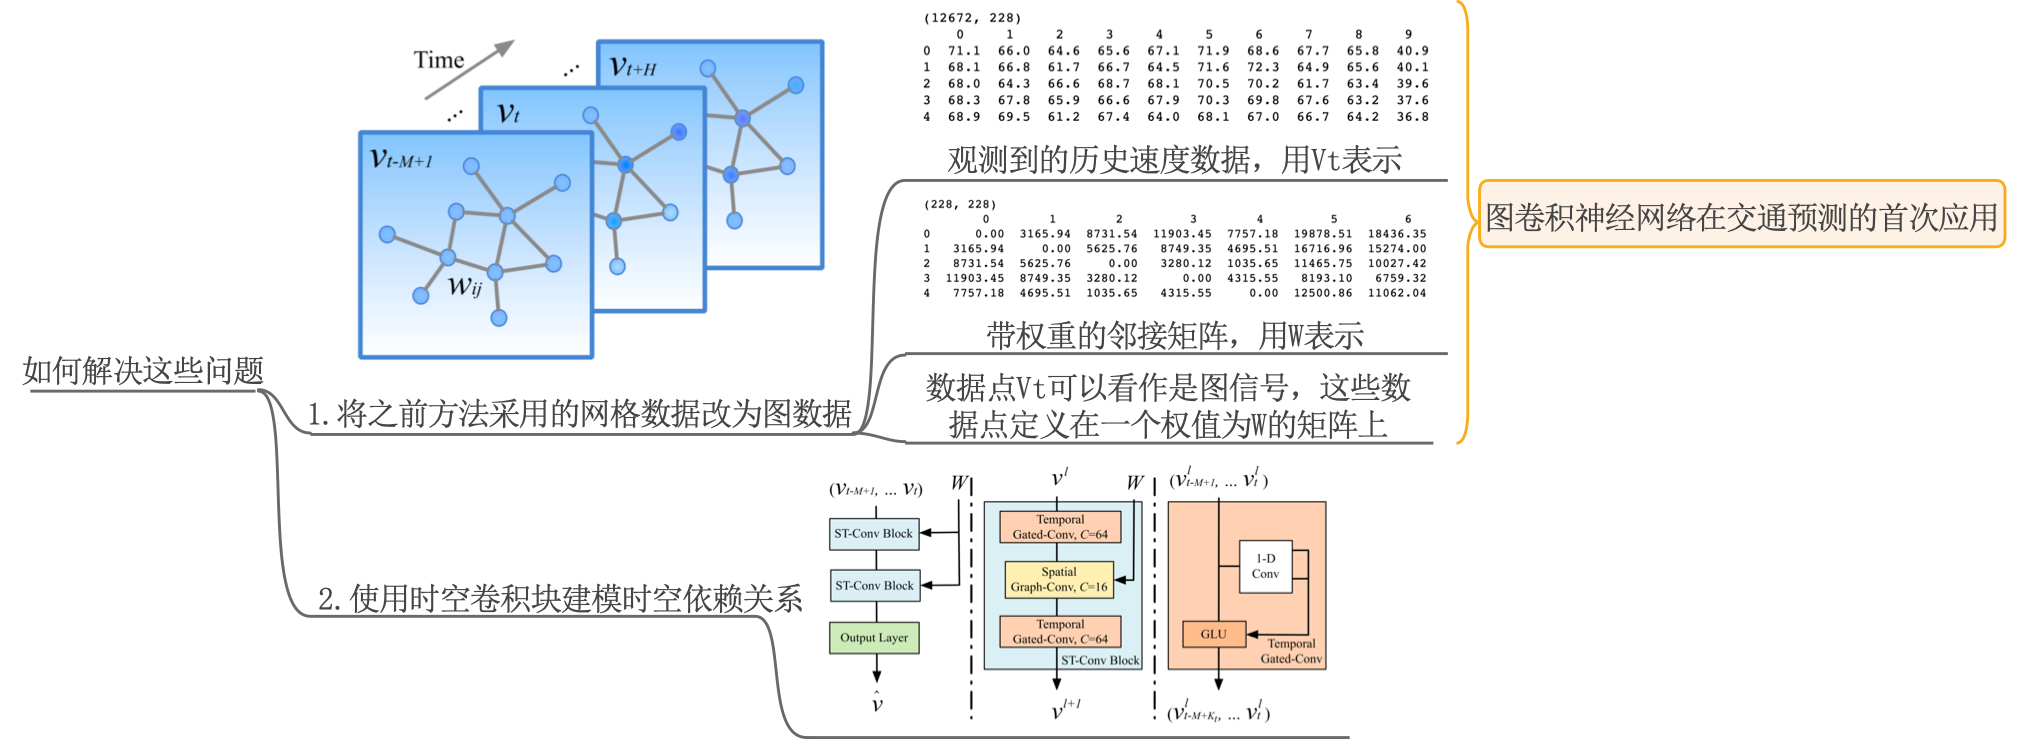 如何解决这些问题
1.将之前方法采用的网格数据改为图数据
Time
v t-M+1
v t
v t+H
w ij
(12672, 228)
0 1 2 3 4 5 6 7 8 9
0 71.1 66.0 64.6 65.6 67.1 71.9 68.6 67.7 65.8 40.9
1 68.1 66.8 61.7 66.7 64.5 71.6 72.3 64.9 65.6 40.1
2 68.0 64.3 66.6 68.7 68.1 70.5 70.2 61.7 63.4 39.6
3 68.3 67.8 65.9 66.6 67.9 70.3 69.8 67.6 63.2 37.6
4 68.9 69.5 61.2 67.4 64.0 68.1 67.0 66.7 64.2 36.8
观测到的历史速度数据，用Vt表示
(228, 228)
0 1 2 3 4 5 6
0 0.00 3165.94 8731.54 11903.45 7757.18 19878.51 18436.35
1 3165.94 0.00 5625.76 8749.35 4695.51 16716.96 15274.00
2 8731.54 5625.76 0.00 3280.12 1035.65 11465.75 10027.42
3 11903.45 8749.35 3280.12 0.00 4315.55 8193.10 6759.32
4 7757.18 4695.51 1035.65 4315.55 0.00 12500.86 11062.04
带权重的邻接矩阵，用W表示
数据点Vt可以看作是图信号，这些数
据点定义在一个权值为W的矩阵上
图卷积神经网络在交通预测的首次应用
2.使用时空卷积块建模时空依赖关系
(v t-M+1, ... v t)
W
ST-Conv Block
ST-Conv Block
Output Layer
v̂
v^l
W
Temporal
Gated-Conv, C=64
Spatial
Graph-Conv, C=16
Temporal
Gated-Conv, C=64
ST-Conv Block
v^l+1
(v^l t-M+1, ... v^l t)
1-D
Conv
GLU
Temporal
Gated-Conv
(v^l t-M+K_t, ... v^l t)